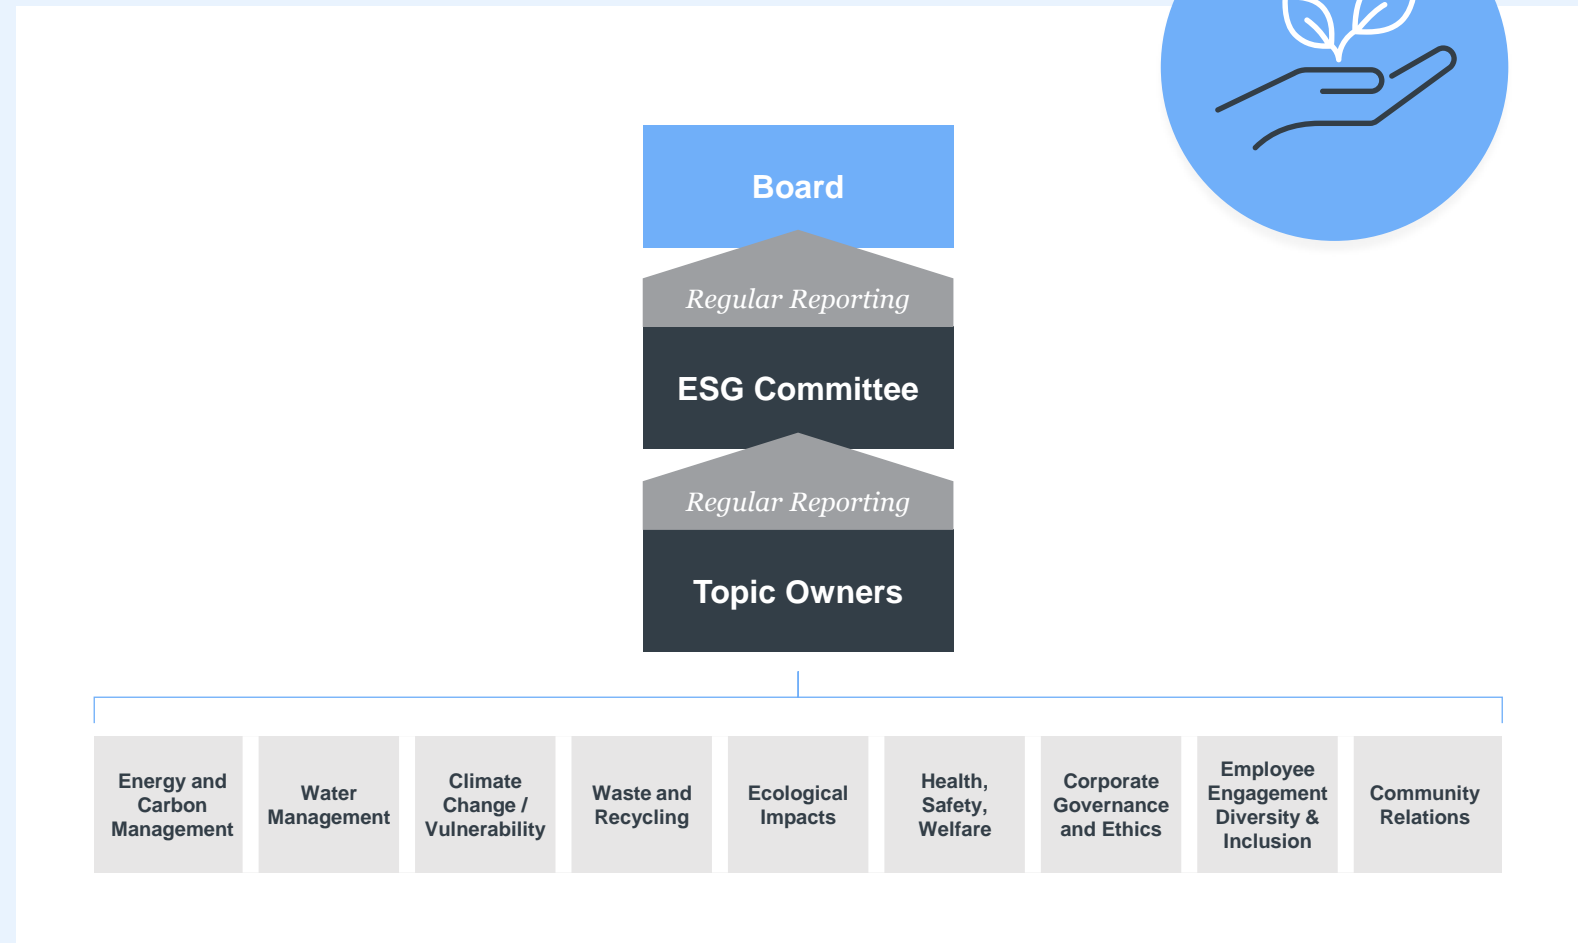 Board
Regular Reporting
ESG Committee
Regular Reporting
Topic Owners
Energy and
Carbon
Management
Water
Management
Climate
Change /
Vulnerability
Waste and
Recycling
Ecological
Impacts
Health,
Safety,
Welfare
Corporate
Governance
and Ethics
Employee
Engagement
Diversity &
Inclusion
Community
Relations